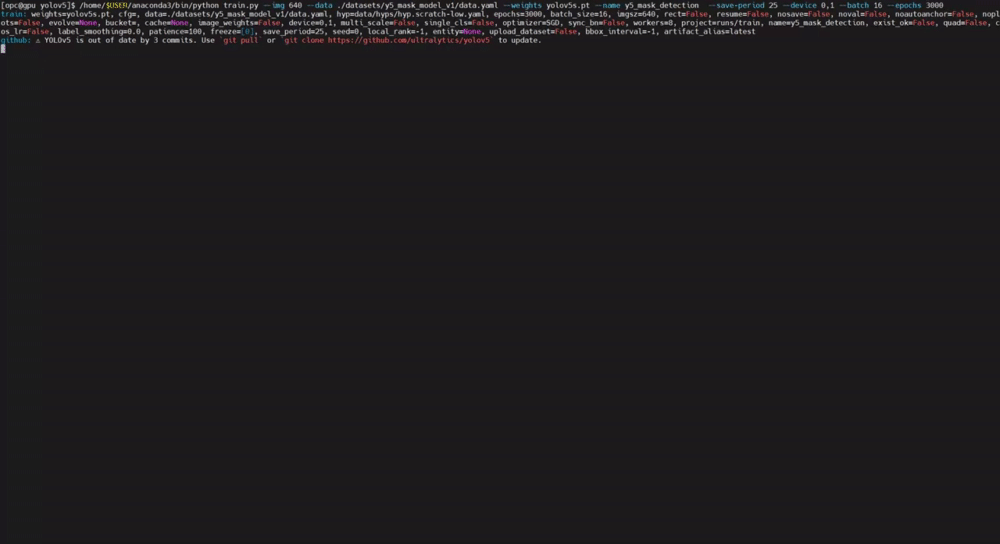 [opc@gpu yolov5]$ /home/$USER/anaconda3/bin/python train.py --img 640 --data ./datasets/y5_mask_model_v1/data.yaml --weights yolov5s.pt --name y5_mask_detection  --save-period 25 --device 0,1 --batch 16 --epochs 3000
train: weights=yolov5s.pt, cfg=, data=./datasets/y5_mask_model_v1/data.yaml, hyp=data/hyps/hyp.scratch-low.yaml, epochs=3000, batch_size=16, imgsz=640, rect=False, resume=False, nosave=False, noval=False, noautoanchor=False, nopl
ots=False, evolve=None, bucket=, cache=None, image_weights=False, device=0,1, multi_scale=False, single_cls=False, optimizer=SGD, sync_bn=False, workers=8, project=runs/train, name=y5_mask_detection, exist_ok=False, quad=False, c
os_lr=False, label_smoothing=0.0, patience=100, freeze=[0], save_period=25, seed=0, local_rank=-1, entity=None, upload_dataset=False, bbox_interval=-1, artifact_alias=latest
github: ⚠ YOLOv5 is out of date by 3 commits. Use `git pull` or `git clone https://github.com/ultralytics/yolov5` to update.